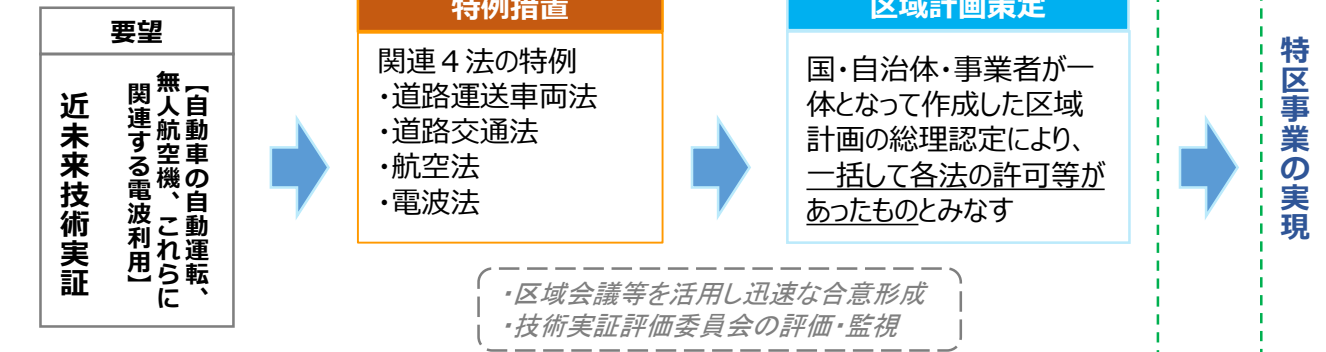 要望
近未来技術実証
【自動車の自動運転、
無人航空機、これらに
関連する電波利用】
特例措置
関連４法の特例
・道路運送車両法
・道路交通法
・航空法
・電波法
区域計画策定
国・自治体・事業者が一
体となって作成した区域
計画の総理認定により、
一括して各法の許可等が
あったものとみなす
・区域会議等を活用し迅速な合意形成
・技術実証評価委員会の評価・監視
特区事業の実現